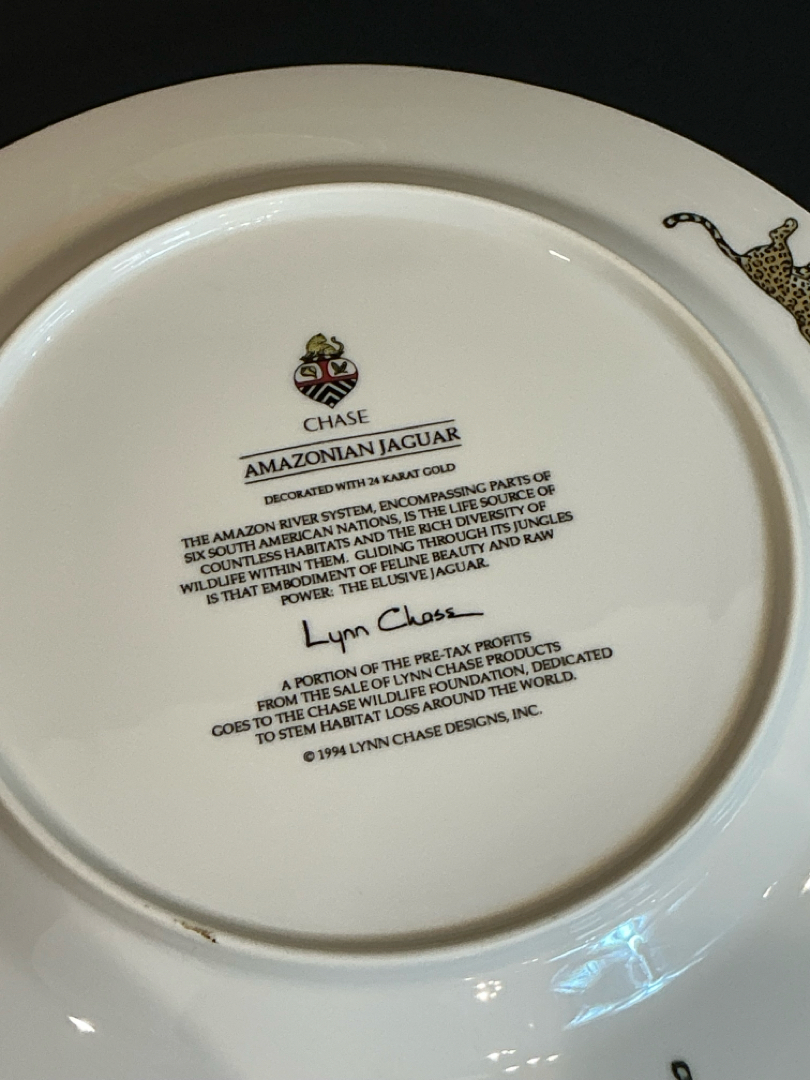 CHASE
AMAZONIAN JAGUAR
DECORATED WITH 24 KARAT GOLD
THE AMAZON RIVER SYSTEM, ENCOMPASSING PARTS OF
SIX SOUTH AMERICAN NATIONS, IS THE LIFE SOURCE OF
COUNTLESS HABITATS AND THE RICH DIVERSITY OF
WILDLIFE WITHIN THEM. GLIDING THROUGH ITS JUNGLES
IS THAT EMBODIMENT OF FELINE BEAUTY AND RAW
POWER: THE ELUSIVE JAGUAR.
Lynn Chase
A PORTION OF THE PRE-TAX PROFITS
FROM THE SALE OF LYNN CHASE PRODUCTS
GOES TO THE CHASE WILDLIFE FOUNDATION, DEDICATED
TO STEM HABITAT LOSS AROUND THE WORLD.
© 1994 LYNN CHASE DESIGNS, INC.